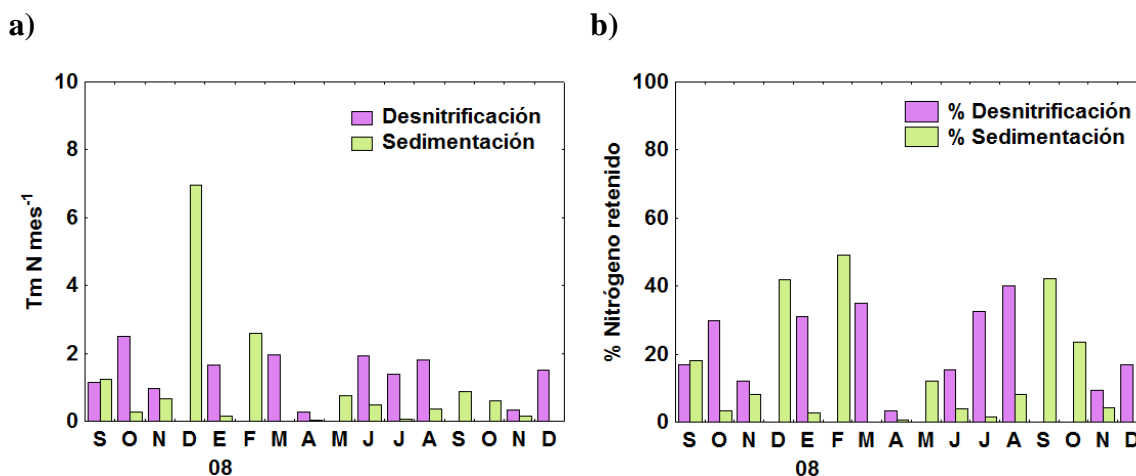 a)
10
8
6
4
2
0
Tm N mes⁻¹
Desnitrificación
Sedimentación
S O N D E F M A M J J A S O N D
08
b)
100
80
60
40
20
0
% Nitrógeno retenido
% Desnitrificación
% Sedimentación
S O N D E F M A M J J A S O N D
08